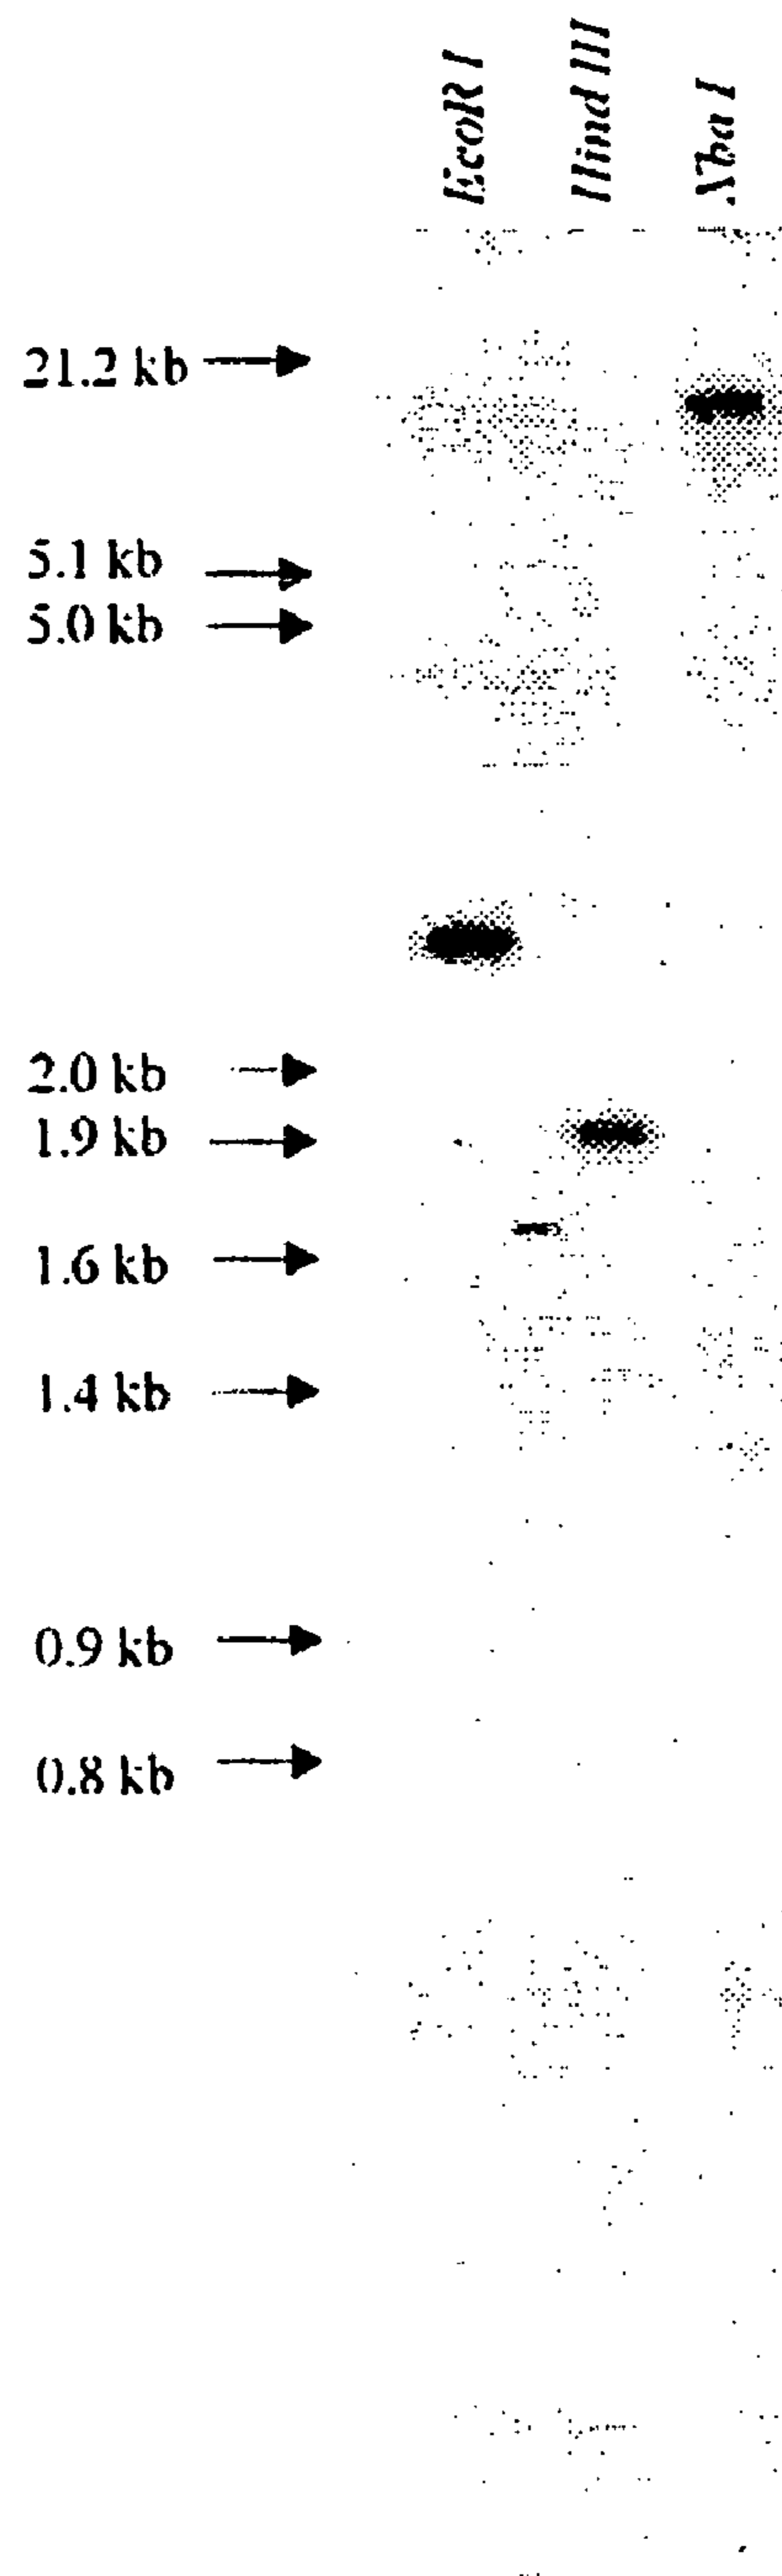 EcoR I
Hind III
Xba I
21.2 kb
5.1 kb
5.0 kb
2.0 kb
1.9 kb
1.6 kb
1.4 kb
0.9 kb
0.8 kb